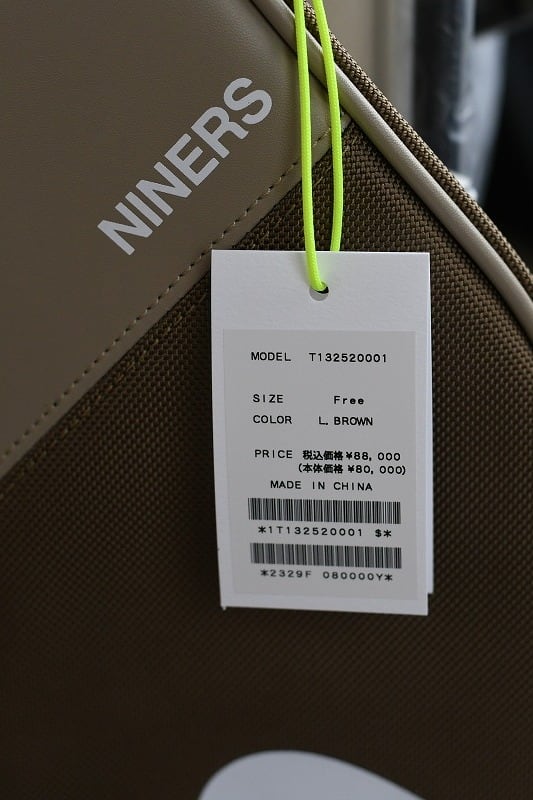 NINERS
MODEL T132520001
SIZE Free
COLOR L.BROWN
PRICE 税込価格¥88,000
(本体価格 ¥80,000)
MADE IN CHINA
*1T132520001 $*
*2329F 080000Y*